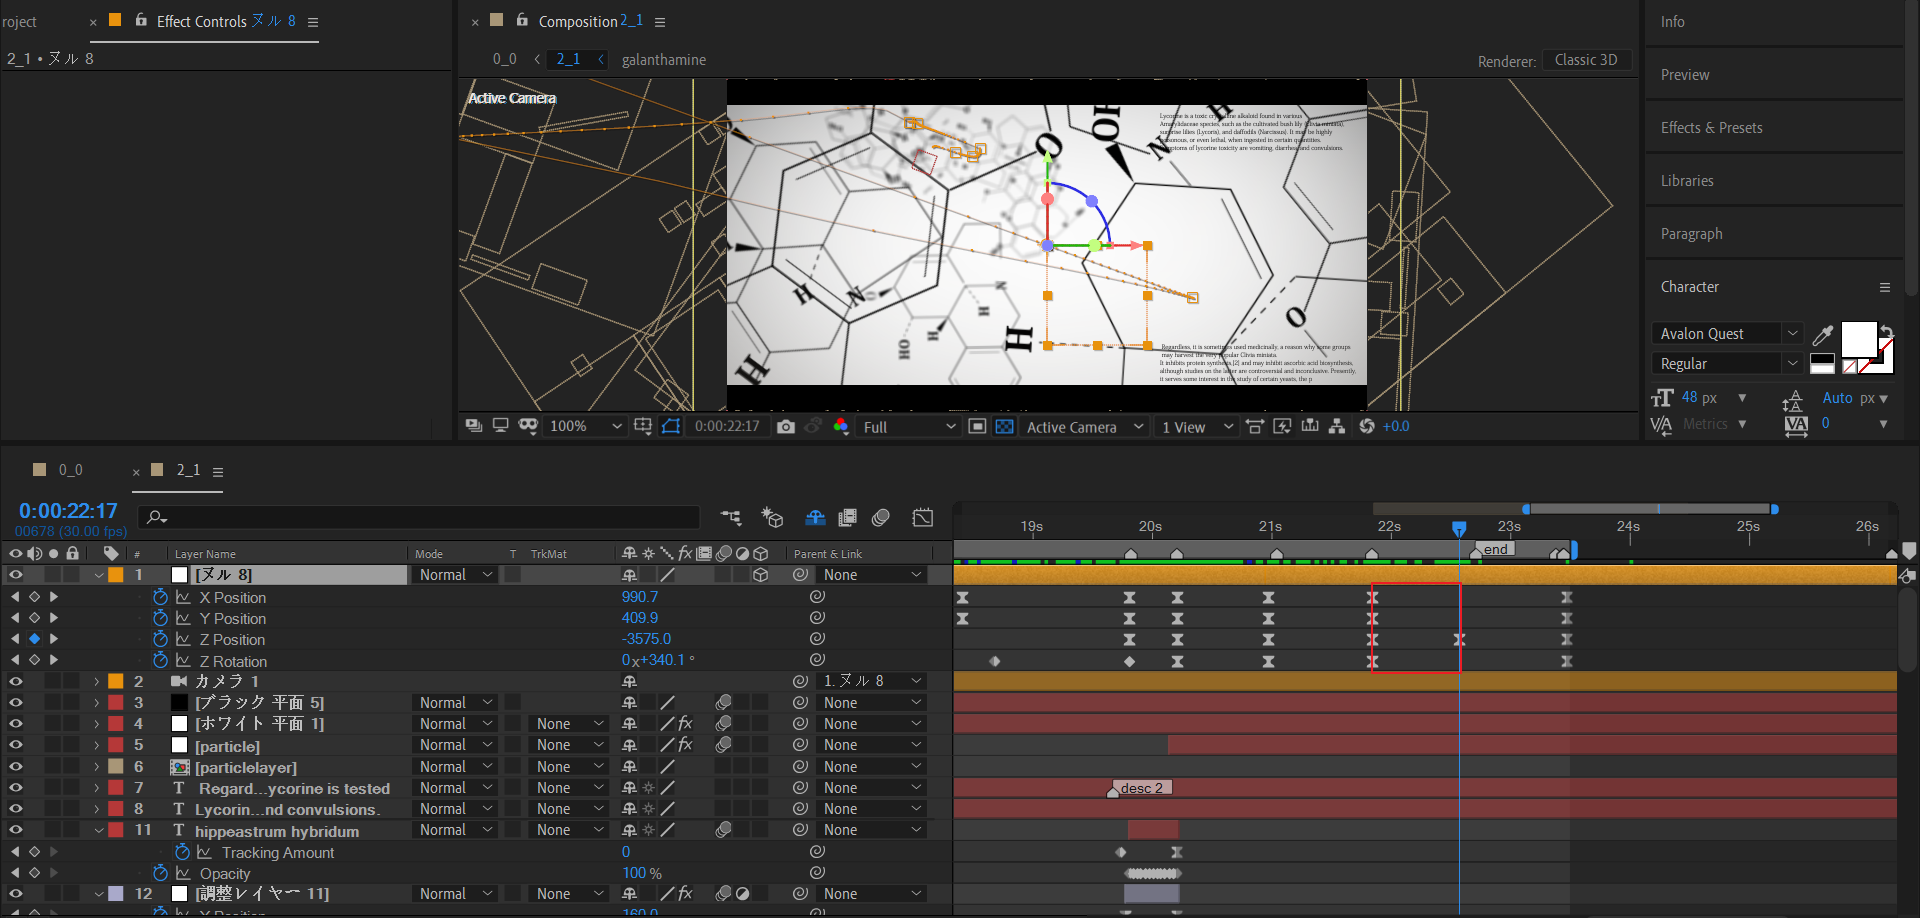 roject
× Effect Controls ヌル 8
2_1 • ヌル 8
× Composition 2_1
0_0 < 2_1 < galanthamine
Renderer: Classic 3D
Active Camera
Lycorine is a toxic crystalline alkaloid found in various
Amaryllidaceae species, such as the cultivated bush lily (Clivia miniata),
surprise lilies (Lycoris), and daffodils (Narcissus). It may be highly
poisonous, or even lethal, when ingested in certain quantities.
Symptoms of lycorine toxicity are vomiting, diarrhea, and convulsions.
O
OH
N
H
H
N
O
N
H
H
HO
H
O
H
Regardless, it is sometimes used medicinally, a reason why some groups
may harvest the very popular Clivia miniata.
It inhibits protein synthesis,[2] and may inhibit ascorbic acid biosynthesis,
although studies on the latter are controversial and inconclusive. Presently,
it serves some interest in the study of certain yeasts, the p
100% 0:00:22:17 Full Active Camera 1 View +0.0
Info
Preview
Effects & Presets
Libraries
Paragraph
Character
Avalon Quest
Regular
48 px Auto px
Metrics 0
0_0 × 2_1
0:00:22:17
00678 (30.00 fps)
19s 20s 21s 22s 23s 24s 25s 26s
# Layer Name Mode T TrkMat fx Parent & Link
end
1 [ヌル 8] Normal None
X Position 990.7
Y Position 409.9
Z Position -3575.0
Z Rotation 0x+340.1 °
2 カメラ 1 1. ヌル 8
3 [ブラック 平面 5] Normal None
4 [ホワイト 平面 1] Normal None fx None
5 [particle] Normal None fx None
6 [particlelayer] Normal None None
7 T Regard...ycorine is tested Normal None None
desc 2
8 T Lycorin...nd convulsions. Normal None None
11 T hippeastrum hybridum Normal None None
Tracking Amount 0
Opacity 100 %
12 [調整レイヤー 11] Normal None fx None
X Position 160.0